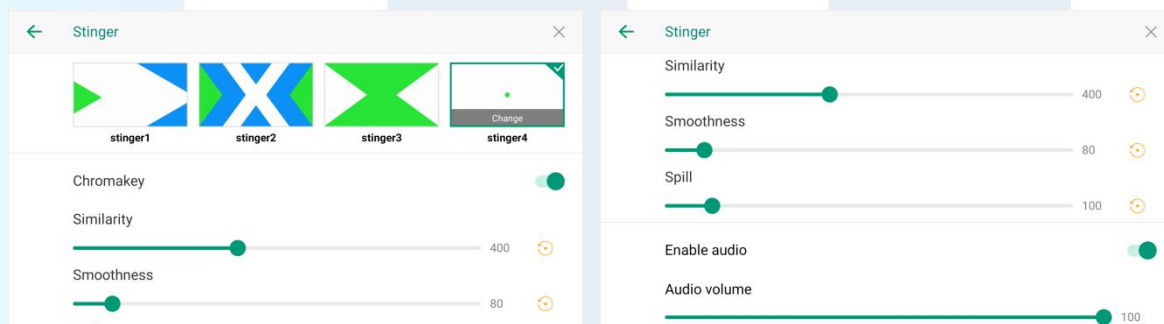 Stinger
Change
stinger1 stinger2 stinger3 stinger4
Chromakey
Similarity
400
Smoothness
80
Stinger
Similarity
400
Smoothness
80
Spill
100
Enable audio
Audio volume
100